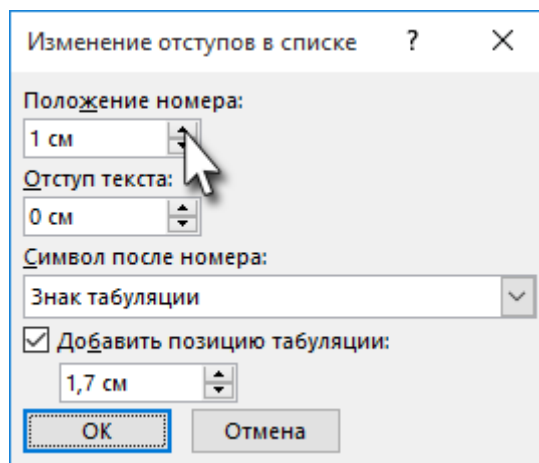 Изменение отступов в списке ?
Положение номера:
1 см
Отступ текста:
0 см
Символ после номера:
Знак табуляции
Добавить позицию табуляции:
1,7 см
ОК Отмена